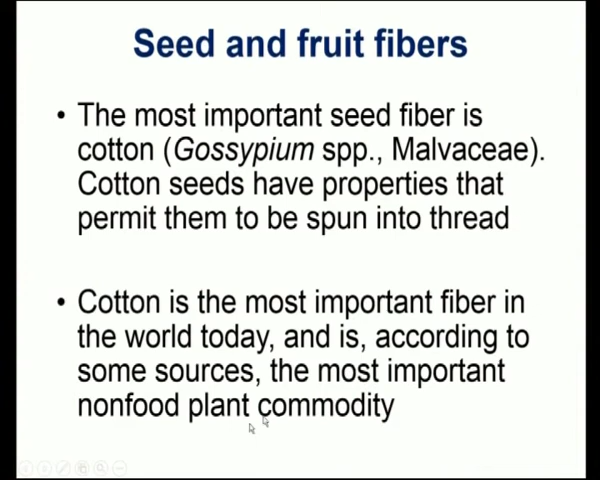 Seed and fruit fibers
• The most important seed fiber is
cotton (Gossypium spp., Malvaceae).
Cotton seeds have properties that
permit them to be spun into thread
• Cotton is the most important fiber in
the world today, and is, according to
some sources, the most important
nonfood plant commodity